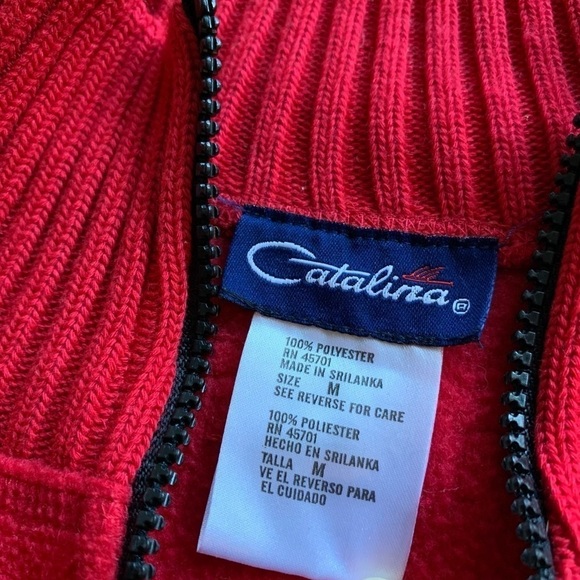 Catalina®
100% POLYESTER
RN 45701
MADE IN SRILANKA
SIZE M
SEE REVERSE FOR CARE
100% POLIESTER
RN 45701
HECHO EN SRILANKA
TALLA M
VE EL REVERSO PARA
EL CUIDADO